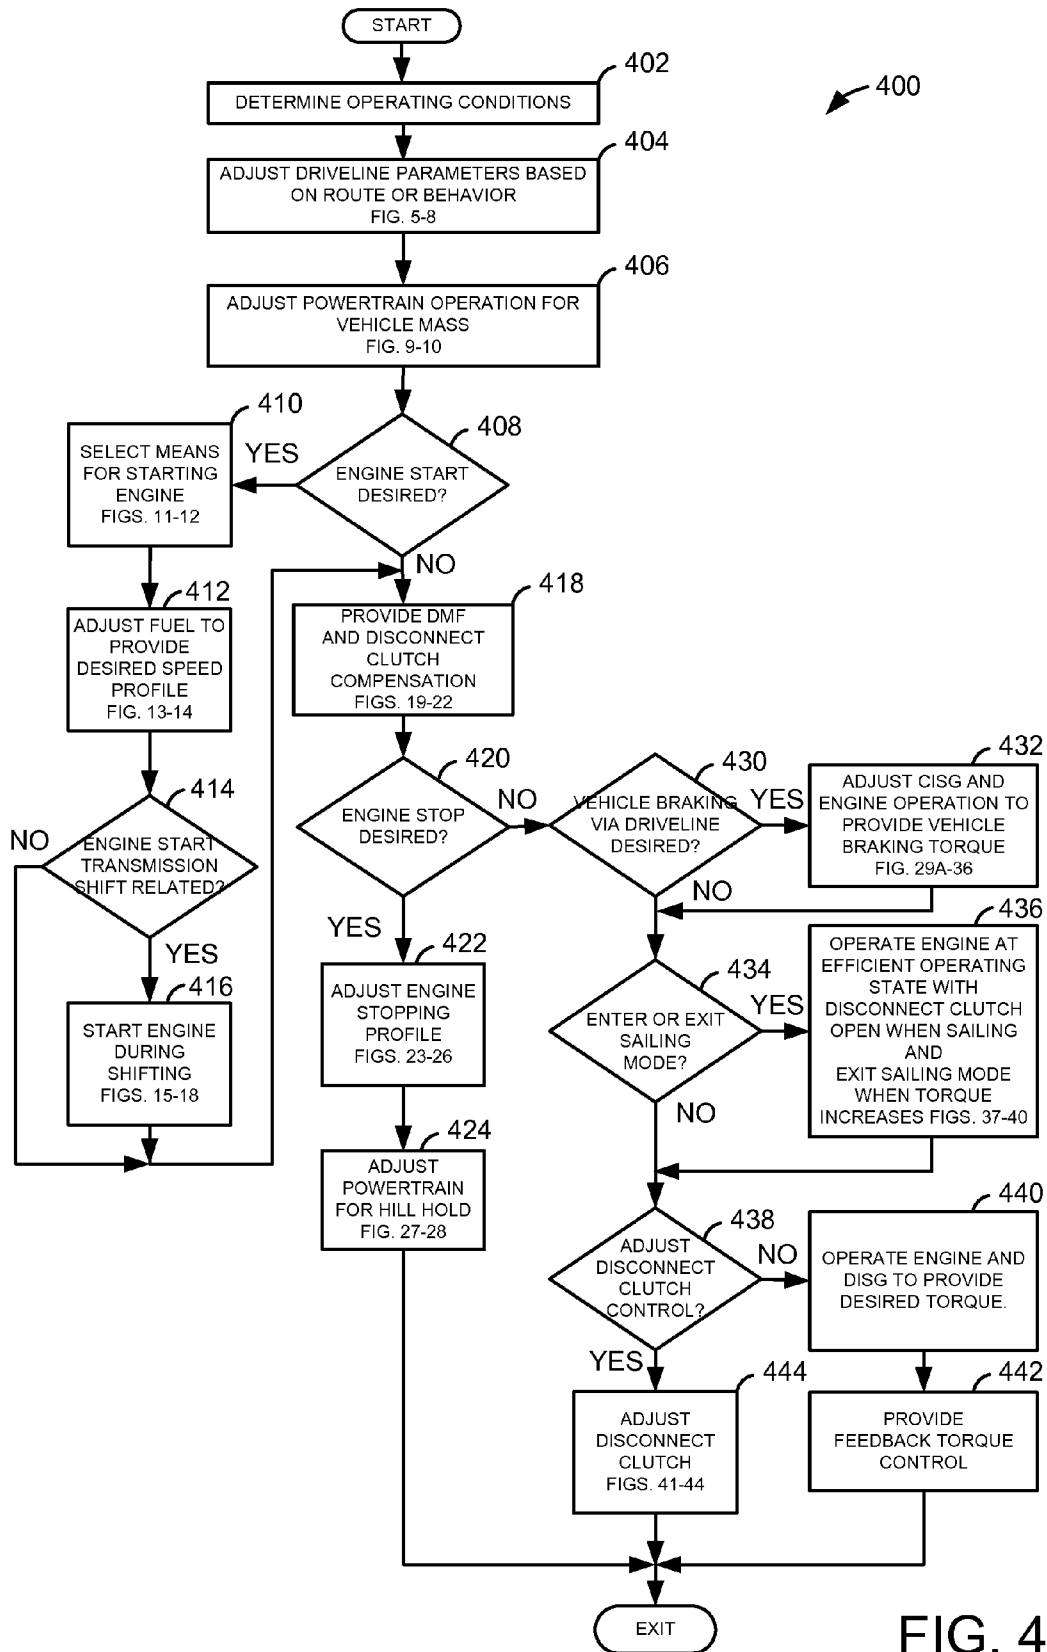 START
402
DETERMINE OPERATING CONDITIONS
400
404
ADJUST DRIVELINE PARAMETERS BASED
ON ROUTE OR BEHAVIOR
FIG. 5-8
406
ADJUST POWERTRAIN OPERATION FOR
VEHICLE MASS
FIG. 9-10
408
ENGINE START
DESIRED?
YES
NO
410
SELECT MEANS
FOR STARTING
ENGINE
FIGS. 11-12
412
ADJUST FUEL TO
PROVIDE
DESIRED SPEED
PROFILE
FIG. 13-14
414
ENGINE START
TRANSMISSION
SHIFT RELATED?
NO
YES
416
START ENGINE
DURING
SHIFTING
FIGS. 15-18
418
PROVIDE DMF
AND DISCONNECT
CLUTCH
COMPENSATION
FIGS. 19-22
420
ENGINE STOP
DESIRED?
NO
YES
422
ADJUST ENGINE
STOPPING
PROFILE
FIGS. 23-26
424
ADJUST
POWERTRAIN
FOR HILL HOLD
FIG. 27-28
430
VEHICLE BRAKING
VIA DRIVELINE
DESIRED?
YES
NO
432
ADJUST CISG AND
ENGINE OPERATION TO
PROVIDE VEHICLE
BRAKING TORQUE
FIG. 29A-36
434
ENTER OR EXIT
SAILING
MODE?
YES
NO
436
OPERATE ENGINE AT
EFFICIENT OPERATING
STATE WITH
DISCONNECT CLUTCH
OPEN WHEN SAILING
AND
EXIT SAILING MODE
WHEN TORQUE
INCREASES FIGS. 37-40
438
ADJUST
DISCONNECT
CLUTCH
CONTROL?
NO
YES
440
OPERATE ENGINE AND
DISG TO PROVIDE
DESIRED TORQUE.
442
PROVIDE
FEEDBACK TORQUE
CONTROL
444
ADJUST
DISCONNECT
CLUTCH
FIGS. 41-44
EXIT
FIG. 4